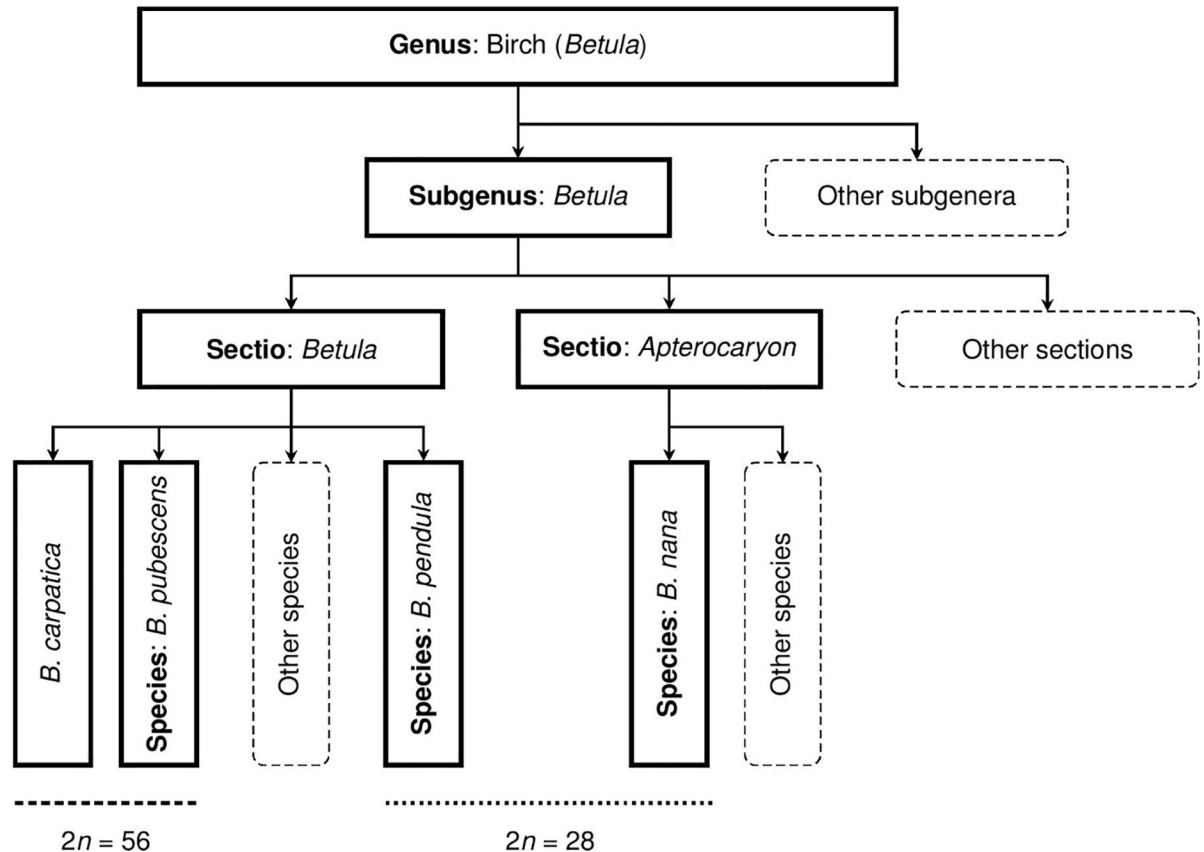 Genus: Birch (Betula)
Subgenus: Betula
Other subgenera
Sectio: Betula
Sectio: Apterocaryon
Other sections
B. carpatica
Species: B. pubescens
Other species
Species: B. pendula
Species: B. nana
Other species
2n = 56
2n = 28